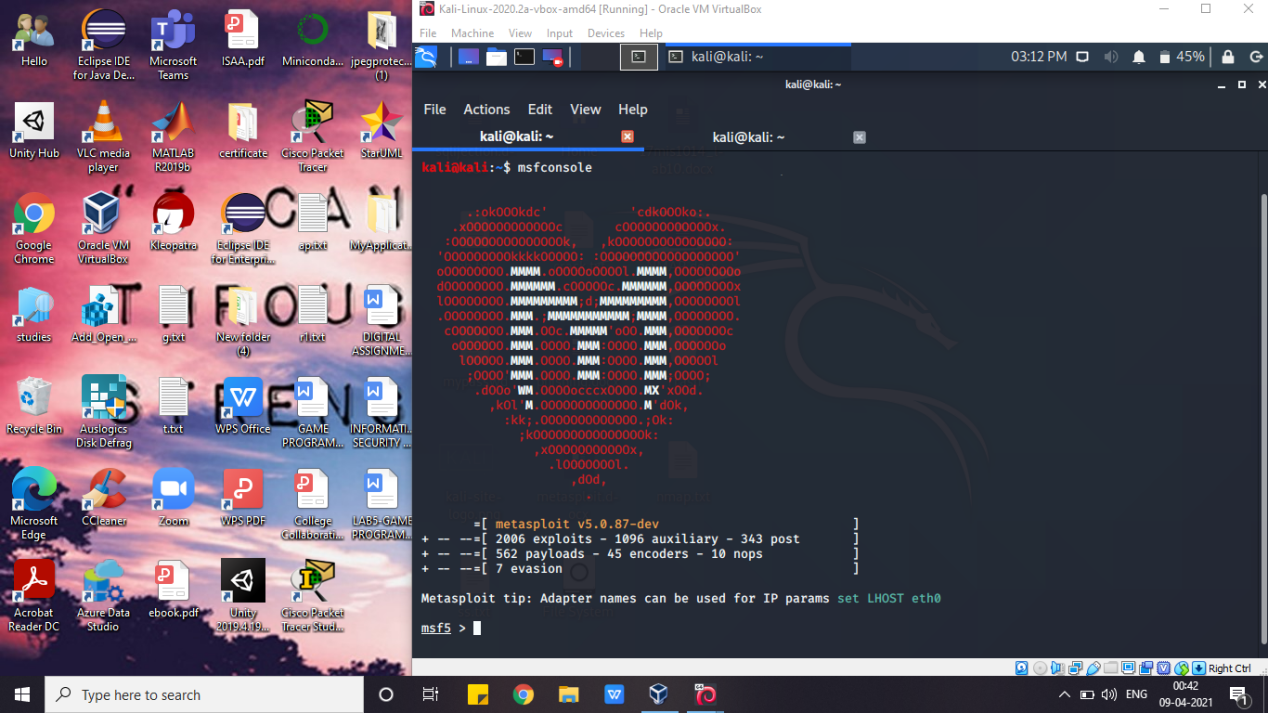 Hello
Eclipse IDE
for Java De...
Microsoft
Teams
ISAA.pdf
Miniconda...
jpegprotec...
(1)
Unity Hub
VLC media
player
MATLAB
R2019b
certificate
Cisco Packet
Tracer
StarUML
Google
Chrome
Oracle VM
VirtualBox
Kleopatra
Eclipse IDE
for Enterpri...
ap.txt
MyApplicat...
studies
Add_Open_...
g.txt
New folder
(4)
r1.txt
DIGITAL
ASSIGNME...
Recycle Bin
Auslogics
Disk Defrag
t.txt
WPS Office
GAME
PROGRAM...
INFORMATI...
SECURITY ...
Microsoft
Edge
CCleaner
Zoom
WPS PDF
College
Collaborati...
LAB5-GAME
PROGRAM...
Acrobat
Reader DC
Azure Data
Studio
ebook.pdf
Unity
2019.4.19...
Cisco Packet
Tracer Stud...
Kali-Linux-2020.2a-vbox-amd64 [Running] - Oracle VM VirtualBox
File Machine View Input Devices Help
kali@kali: ~
03:12 PM 45%
kali@kali: ~
File Actions Edit View Help
kali@kali: ~ kali@kali: ~
kali@kali:~$ msfconsole
=[ metasploit v5.0.87-dev ]
+ -- --=[ 2006 exploits - 1096 auxiliary - 343 post ]
+ -- --=[ 562 payloads - 45 encoders - 10 nops ]
+ -- --=[ 7 evasion ]
Metasploit tip: Adapter names can be used for IP params set LHOST eth0
msf5 >
Right Ctrl
Type here to search
ENG
00:42
09-04-2021
1